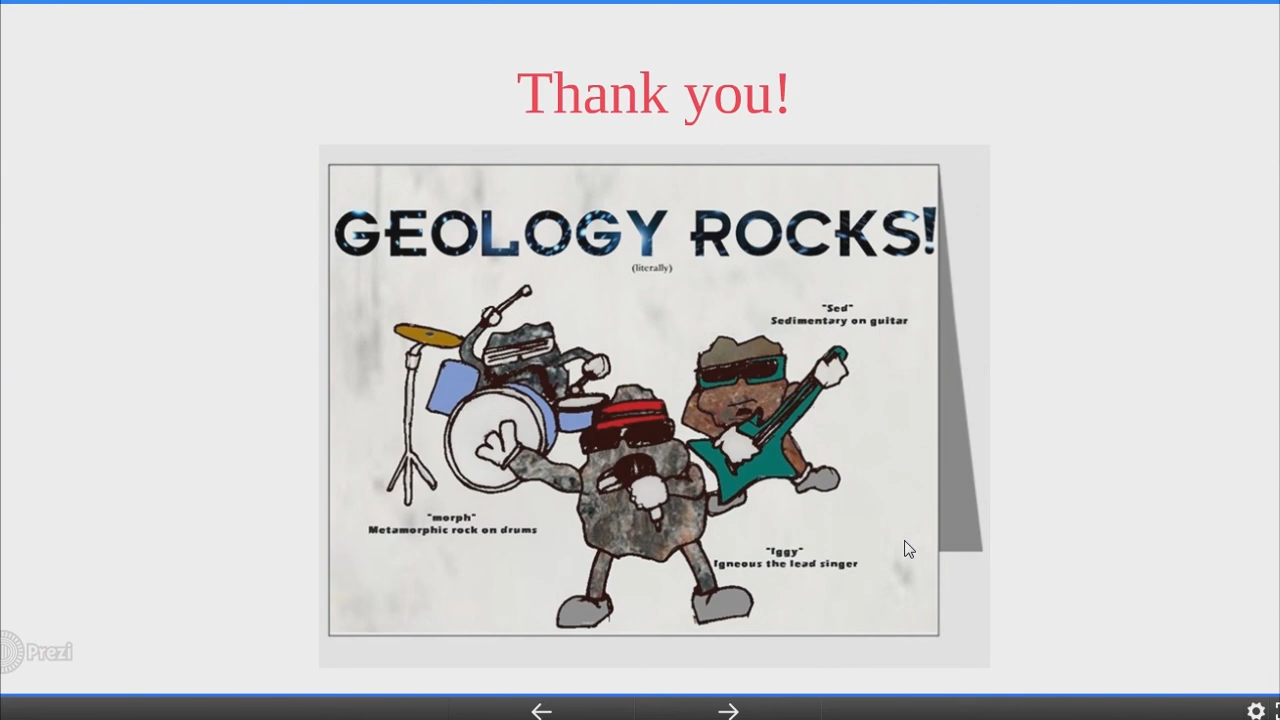 Thank you!
GEOLOGY ROCKS!
(literally)
"Sed"
Sedimentary on guitar
"morph"
Metamorphic rock on drums
"Iggy"
Igneous the lead singer
Prezi